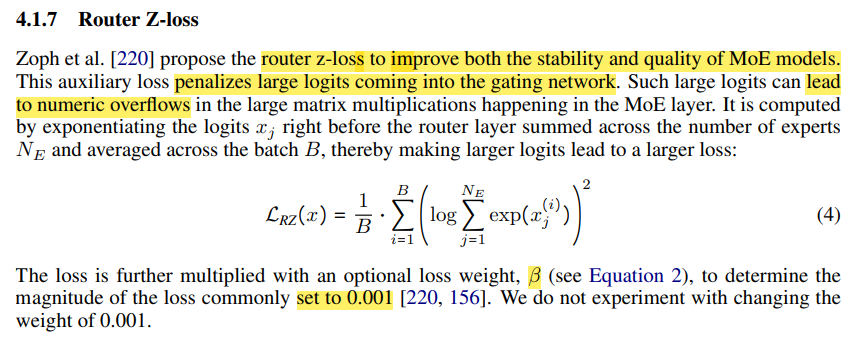 4.1.7 Router Z-loss
Zoph et al. [220] propose the router z-loss to improve both the stability and quality of MoE models.
This auxiliary loss penalizes large logits coming into the gating network. Such large logits can lead
to numeric overflows in the large matrix multiplications happening in the MoE layer. It is computed
by exponentiating the logits x_j right before the router layer summed across the number of experts
N_E and averaged across the batch B, thereby making larger logits lead to a larger loss:
L_{RZ}(x) = \frac{1}{B} \cdot \sum_{i=1}^{B} \left( \log \sum_{j=1}^{N_E} \exp(x_j^{(i)}) \right)^2 (4)
The loss is further multiplied with an optional loss weight, β (see Equation 2), to determine the
magnitude of the loss commonly set to 0.001 [220, 156]. We do not experiment with changing the
weight of 0.001.